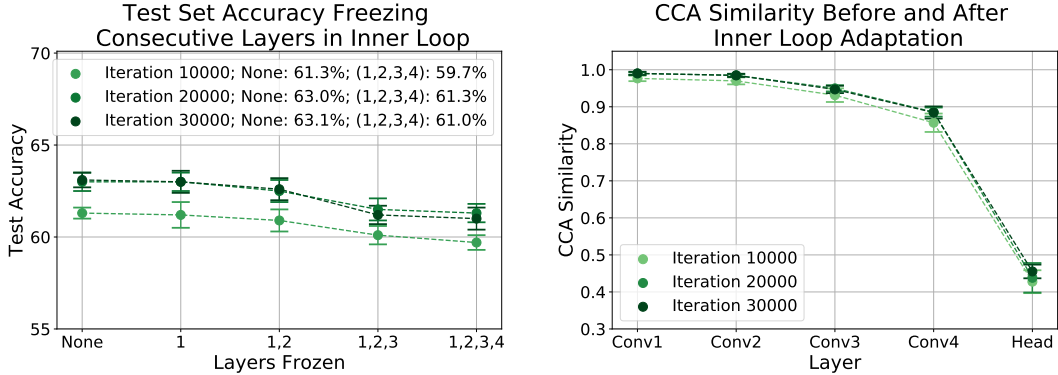 Test Set Accuracy Freezing
Consecutive Layers in Inner Loop
70
65
60
55
Test Accuracy
Iteration 10000; None: 61.3%; (1,2,3,4): 59.7%
Iteration 20000; None: 63.0%; (1,2,3,4): 61.3%
Iteration 30000; None: 63.1%; (1,2,3,4): 61.0%
None
1
1,2
1,2,3
1,2,3,4
Layers Frozen
CCA Similarity Before and After
Inner Loop Adaptation
1.0
0.9
0.8
0.7
0.6
0.5
0.4
0.3
CCA Similarity
Iteration 10000
Iteration 20000
Iteration 30000
Conv1
Conv2
Conv3
Conv4
Head
Layer